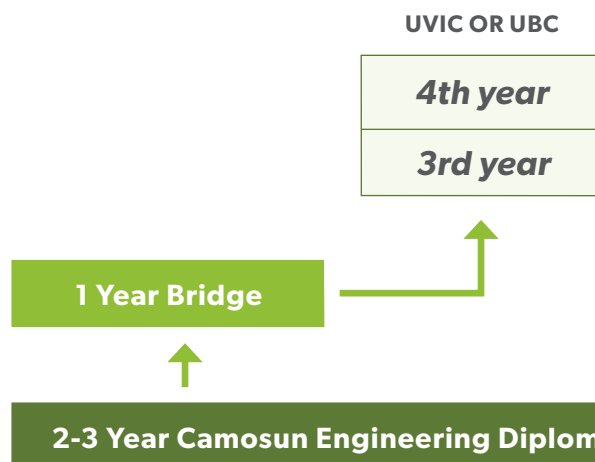 UVIC OR UBC
4th year
3rd year
1 Year Bridge
2-3 Year Camosun Engineering Diplom